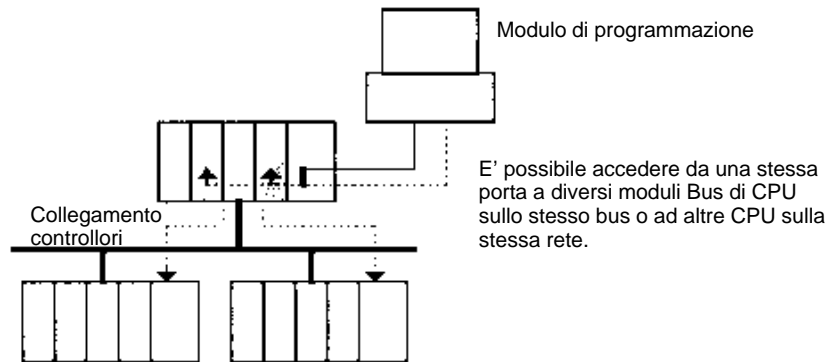 Modulo di programmazione
E' possibile accedere da una stessa
porta a diversi moduli Bus di CPU
sullo stesso bus o ad altre CPU sulla
stessa rete.
Collegamento
controllori